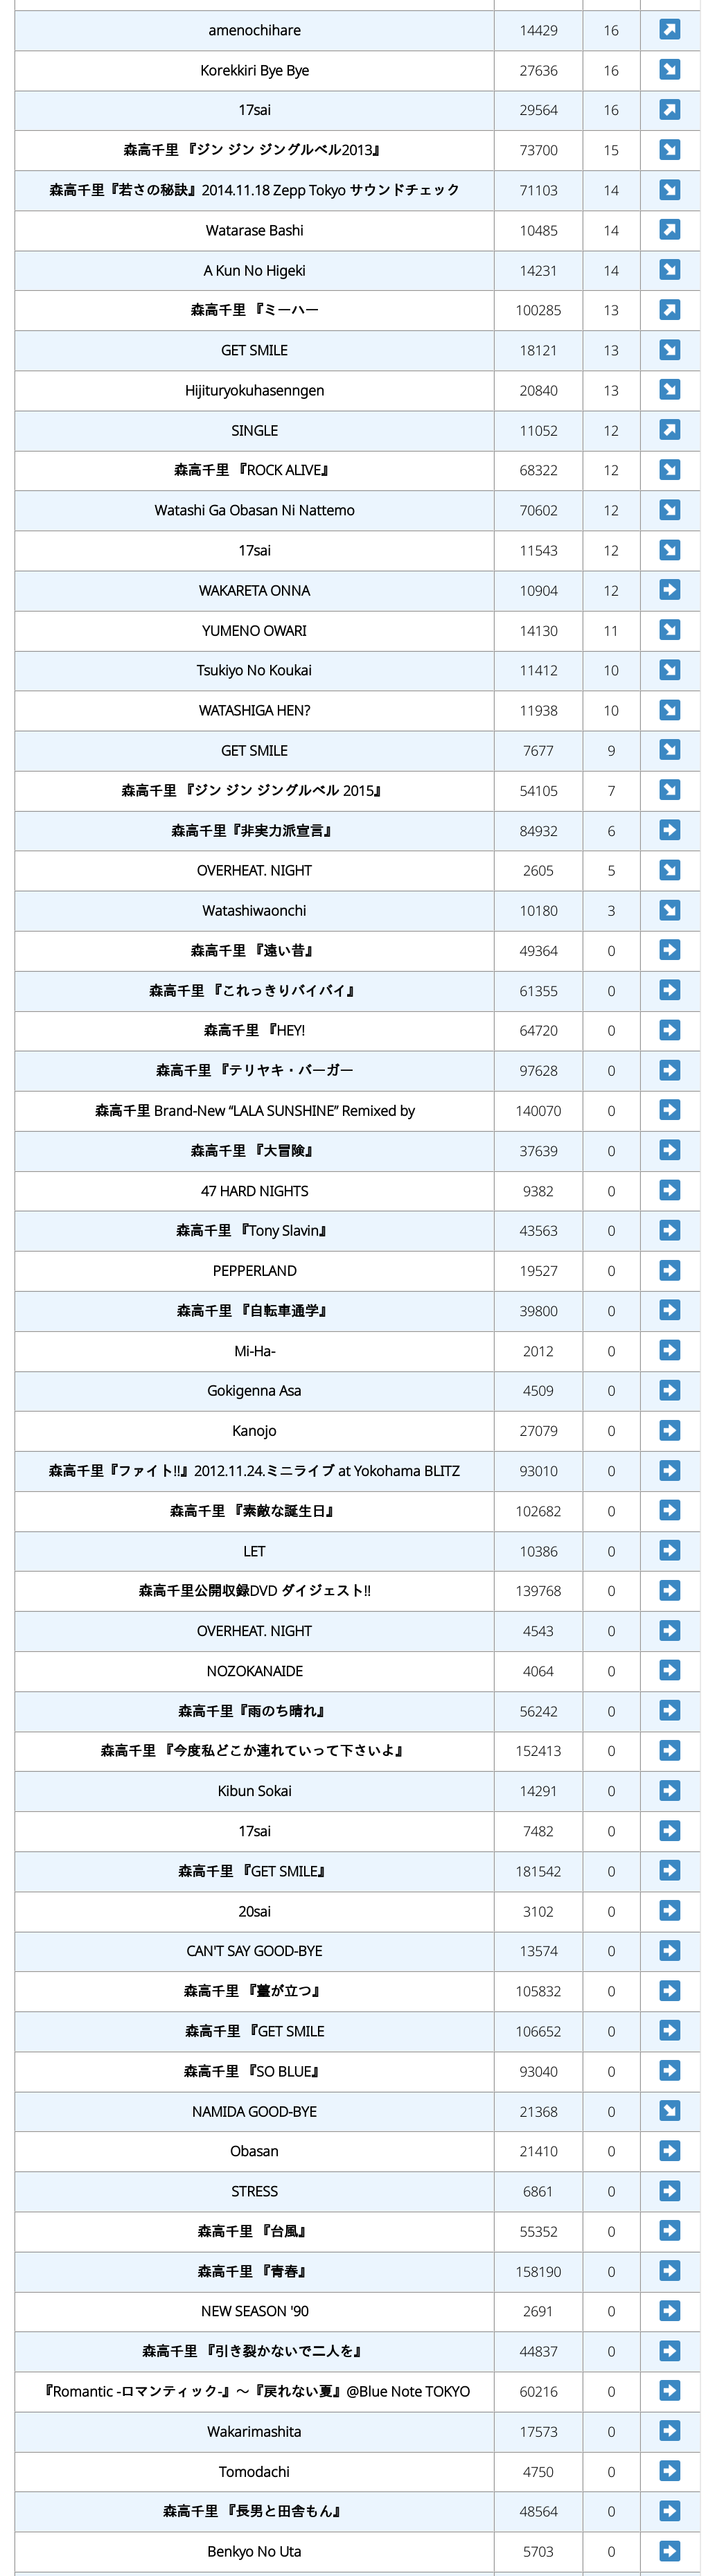 amenochihare 14429 16
Korekkiri Bye Bye 27636 16
17sai 29564 16
森高千里 『ジン ジン ジングルベル2013』 73700 15
森高千里『若さの秘訣』2014.11.18 Zepp Tokyo サウンドチェック 71103 14
Watarase Bashi 10485 14
A Kun No Higeki 14231 14
森高千里 『ミーハー 100285 13
GET SMILE 18121 13
Hijituryokuhasenngen 20840 13
SINGLE 11052 12
森高千里 『ROCK ALIVE』 68322 12
Watashi Ga Obasan Ni Nattemo 70602 12
17sai 11543 12
WAKARETA ONNA 10904 12
YUMENO OWARI 14130 11
Tsukiyo No Koukai 11412 10
WATASHIGA HEN? 11938 10
GET SMILE 7677 9
森高千里 『ジン ジン ジングルベル 2015』 54105 7
森高千里『非実力派宣言』 84932 6
OVERHEAT. NIGHT 2605 5
Watashiwaonchi 10180 3
森高千里 『遠い昔』 49364 0
森高千里 『これっきりバイバイ』 61355 0
森高千里 『HEY! 64720 0
森高千里 『テリヤキ・バーガー 97628 0
森高千里 Brand-New “LALA SUNSHINE” Remixed by 140070 0
森高千里 『大冒険』 37639 0
47 HARD NIGHTS 9382 0
森高千里 『Tony Slavin』 43563 0
PEPPERLAND 19527 0
森高千里 『自転車通学』 39800 0
Mi-Ha- 2012 0
Gokigenna Asa 4509 0
Kanojo 27079 0
森高千里『ファイト!!』2012.11.24.ミニライブ at Yokohama BLITZ 93010 0
森高千里 『素敵な誕生日』 102682 0
LET 10386 0
森高千里公開収録DVD ダイジェスト!! 139768 0
OVERHEAT. NIGHT 4543 0
NOZOKANAIDE 4064 0
森高千里『雨のち晴れ』 56242 0
森高千里 『今度私どこか連れていって下さいよ』 152413 0
Kibun Sokai 14291 0
17sai 7482 0
森高千里 『GET SMILE』 181542 0
20sai 3102 0
CAN'T SAY GOOD-BYE 13574 0
森高千里 『薹が立つ』 105832 0
森高千里 『GET SMILE 106652 0
森高千里 『SO BLUE』 93040 0
NAMIDA GOOD-BYE 21368 0
Obasan 21410 0
STRESS 6861 0
森高千里 『台風』 55352 0
森高千里 『青春』 158190 0
NEW SEASON '90 2691 0
森高千里 『引き裂かないで二人を』 44837 0
『Romantic -ロマンティック-』～『戻れない夏』@Blue Note TOKYO 60216 0
Wakarimashita 17573 0
Tomodachi 4750 0
森高千里 『長男と田舎もん』 48564 0
Benkyo No Uta 5703 0